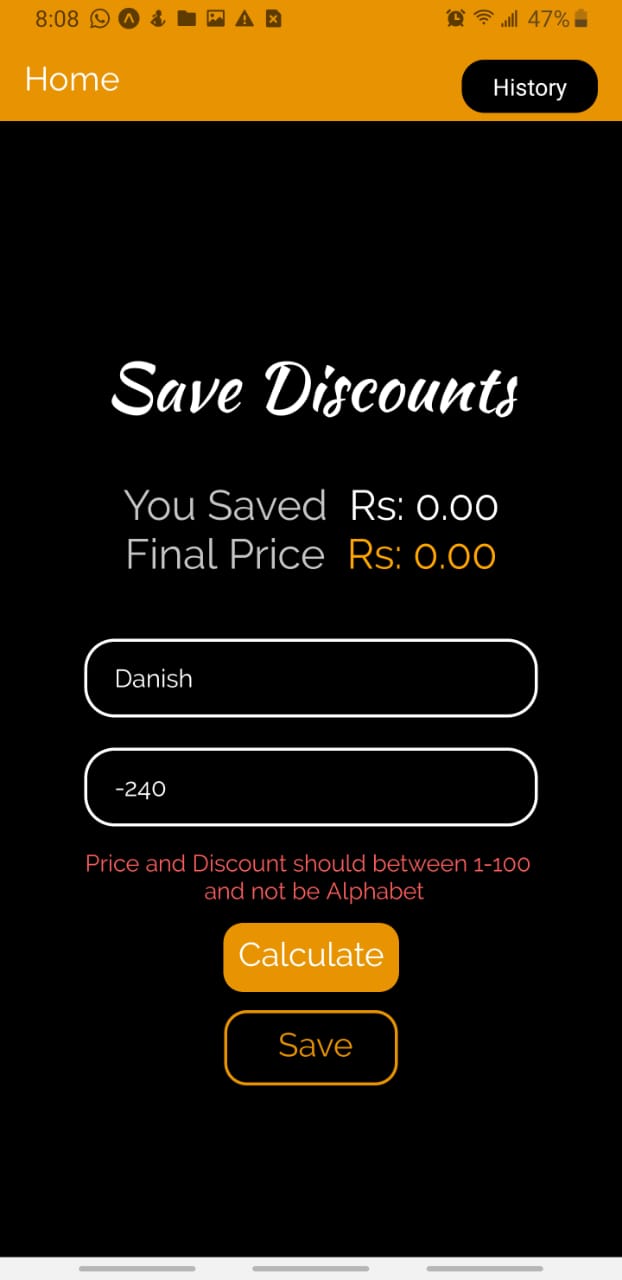 8:08 47%
Home
History
Save Discounts
You Saved Rs: 0.00
Final Price Rs: 0.00
Danish
-240
Price and Discount should between 1-100
and not be Alphabet
Calculate
Save